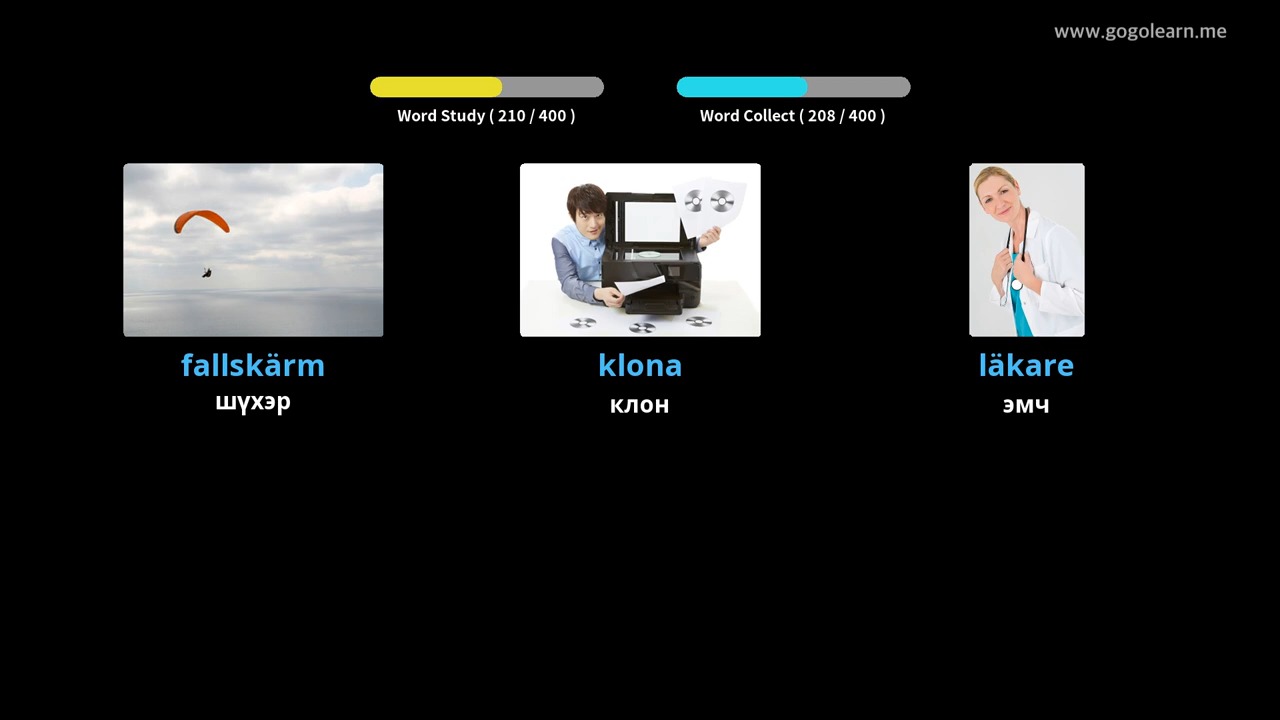 www.gogolearn.me
Word Study ( 210 / 400 )
Word Collect ( 208 / 400 )
fallskärm
шүхэр
klona
клон
läkare
эмч